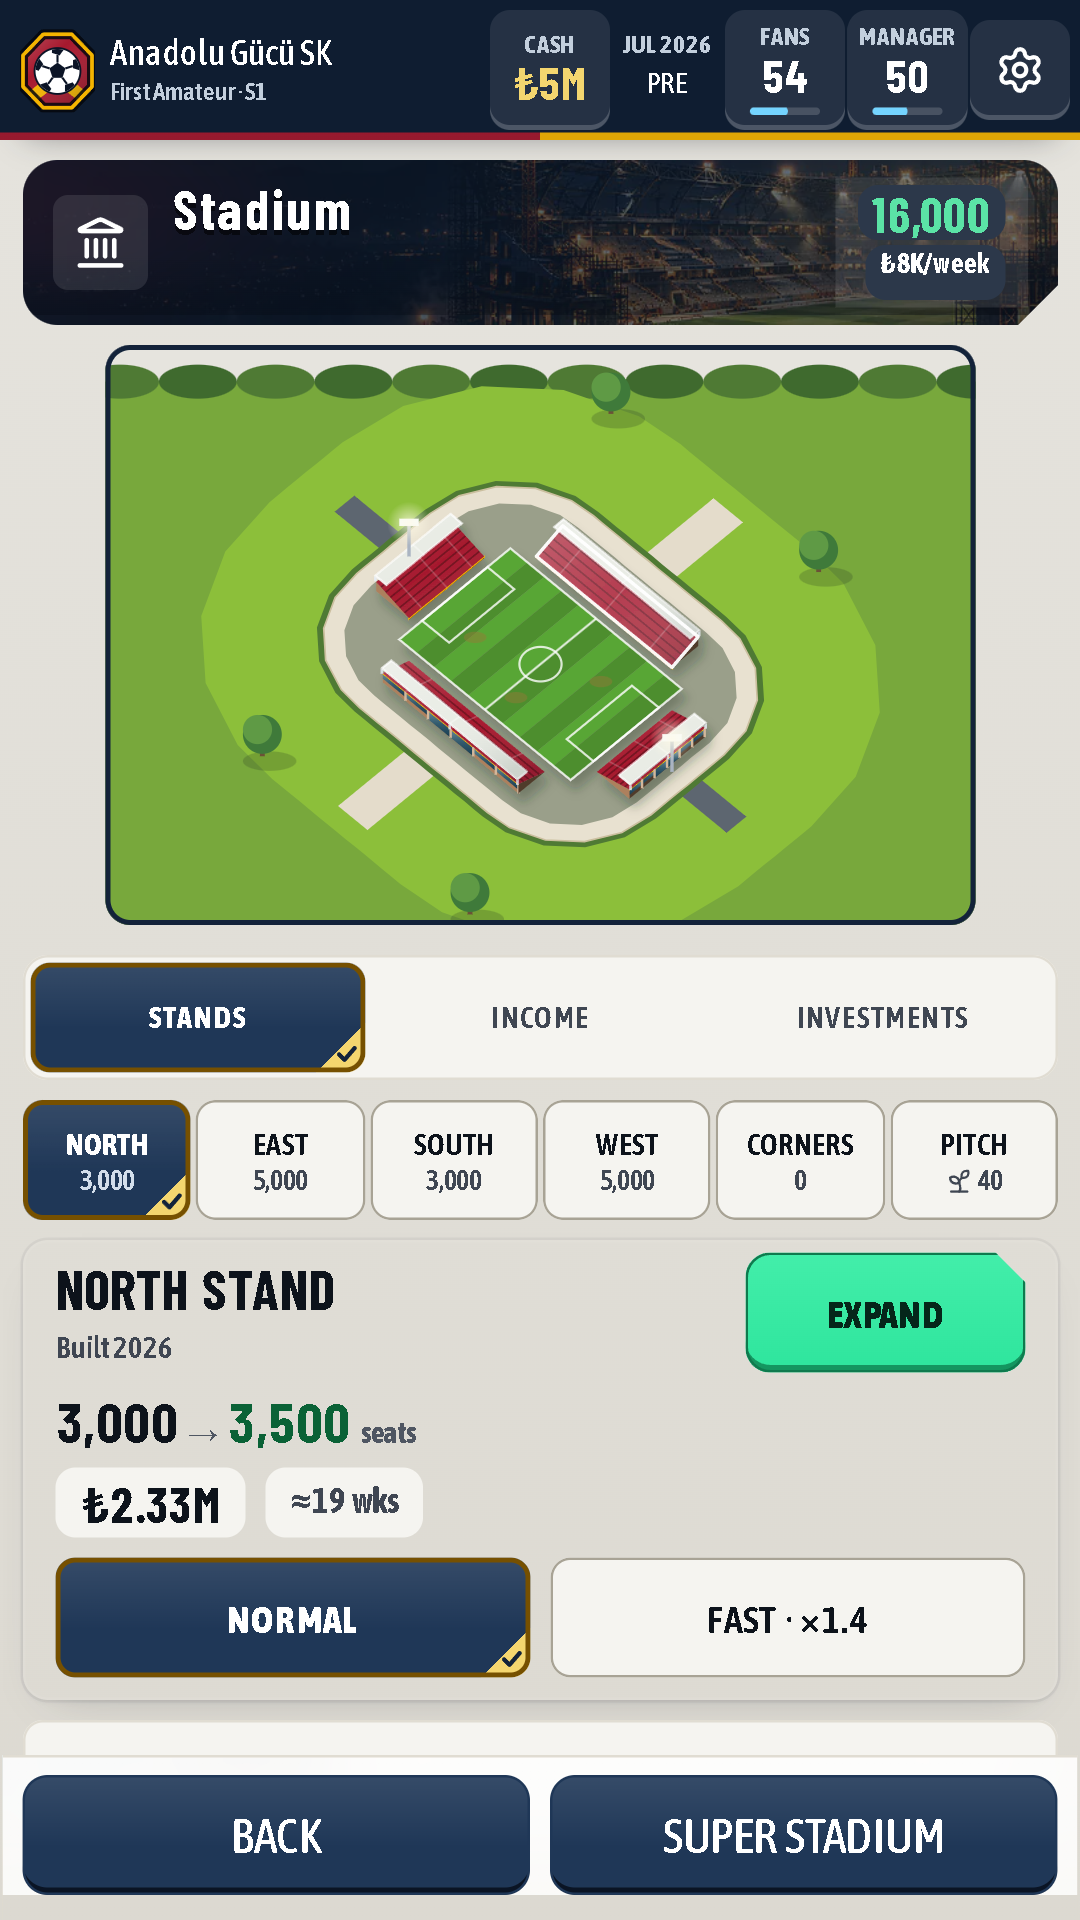 Anadolu Gücü SK
First Amateur · S1
CASH
₺5M
JUL 2026
PRE
FANS
54
MANAGER
50
Stadium
16,000
₺8K/week
STANDS
INCOME
INVESTMENTS
NORTH
3,000
EAST
5,000
SOUTH
3,000
WEST
5,000
CORNERS
0
PITCH
40
NORTH STAND
Built 2026
EXPAND
3,000 → 3,500 seats
₺2.33M
≈19 wks
NORMAL
FAST · ×1.4
BACK
SUPER STADIUM